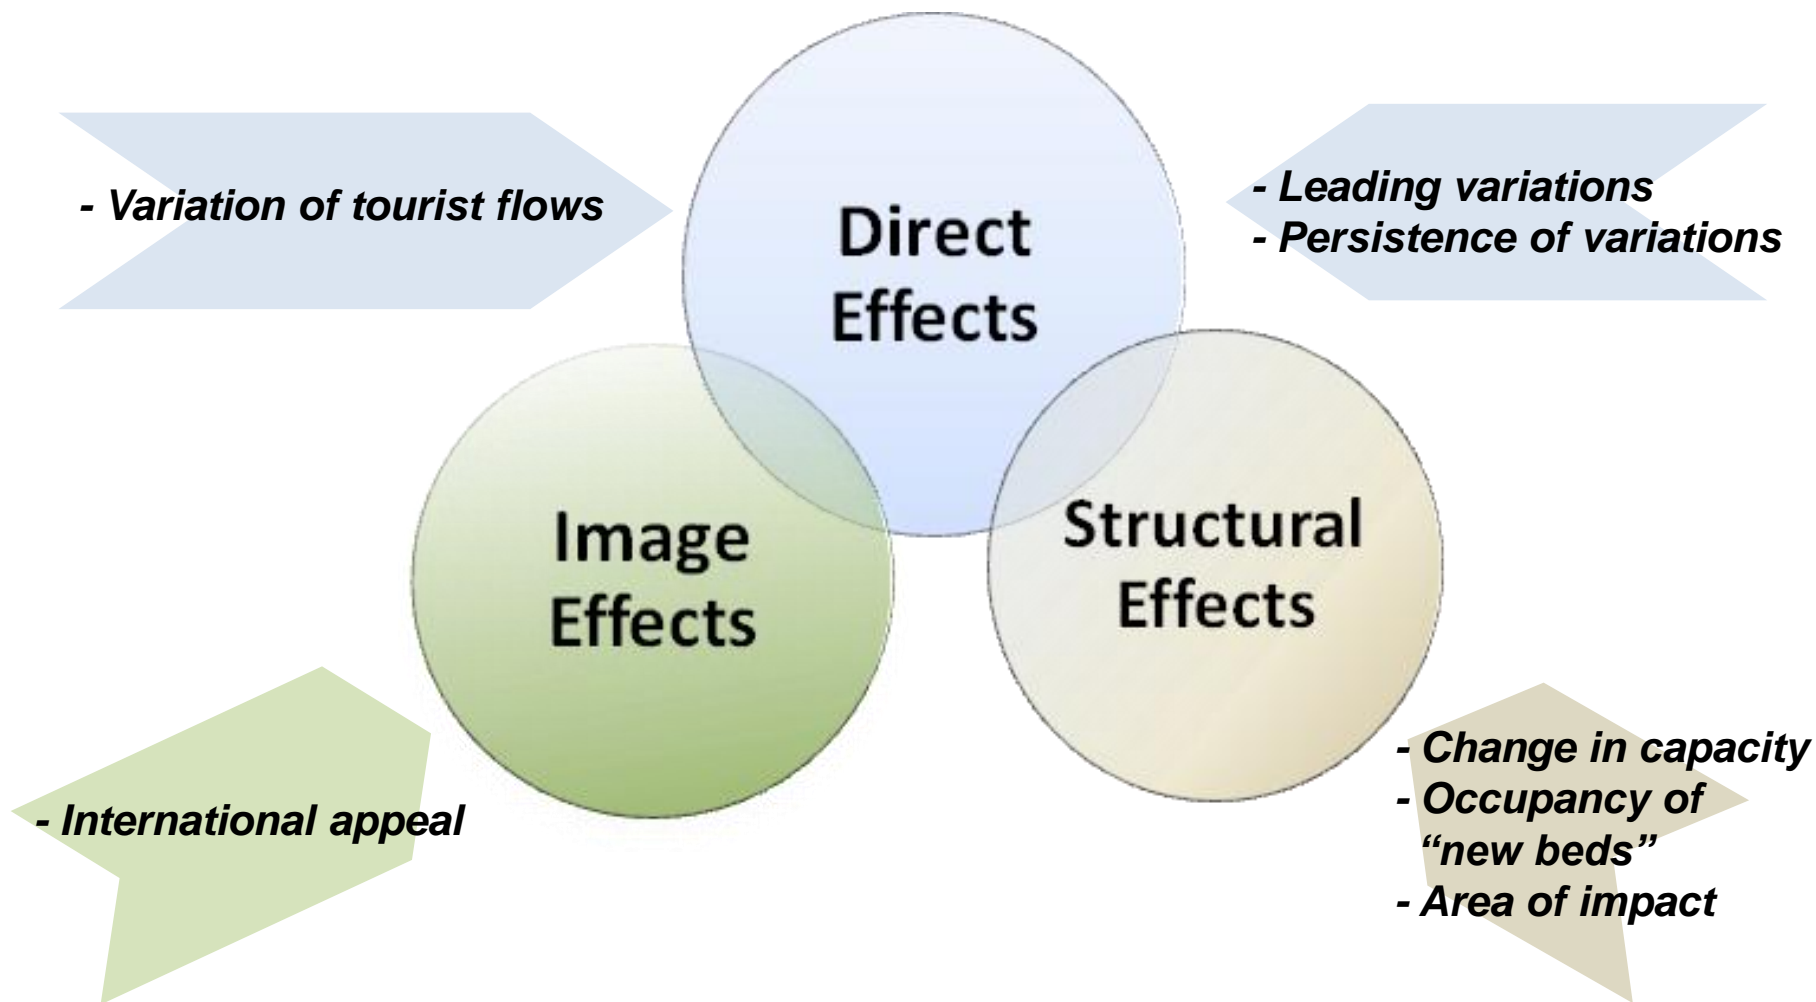 - Variation of tourist flows
Direct
Effects
- Leading variations
- Persistence of variations
Image
Effects
Structural
Effects
- International appeal
- Change in capacity
- Occupancy of
“new beds”
- Area of impact